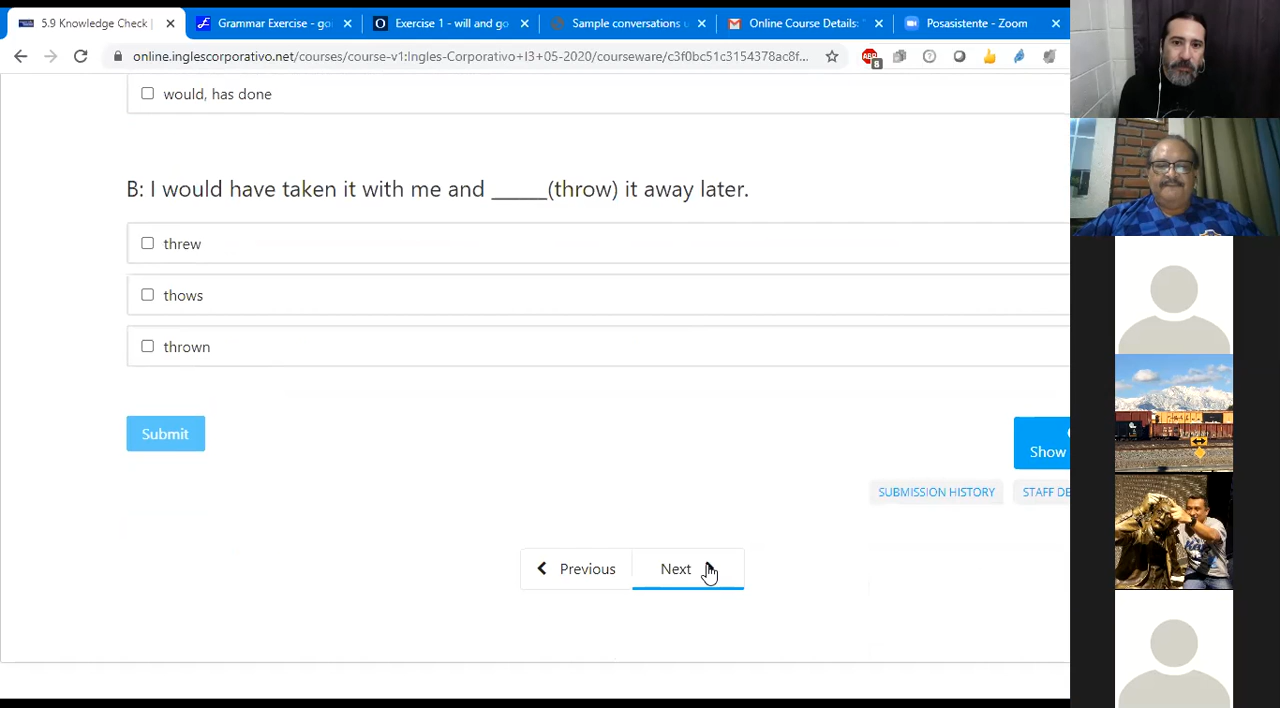 5.9 Knowledge Check |
Grammar Exercise - go
Exercise 1 - will and go
Sample conversations u
Online Course Details:
Posasistente - Zoom
online.inglescorporativo.net/courses/course-v1:Ingles-Corporativo+I3+05-2020/courseware/c3f0bc51c3154378ac8f...
would, has done
B: I would have taken it with me and ______(throw) it away later.
threw
thows
thrown
Submit
Show
SUBMISSION HISTORY
STAFF DE
Previous
Next